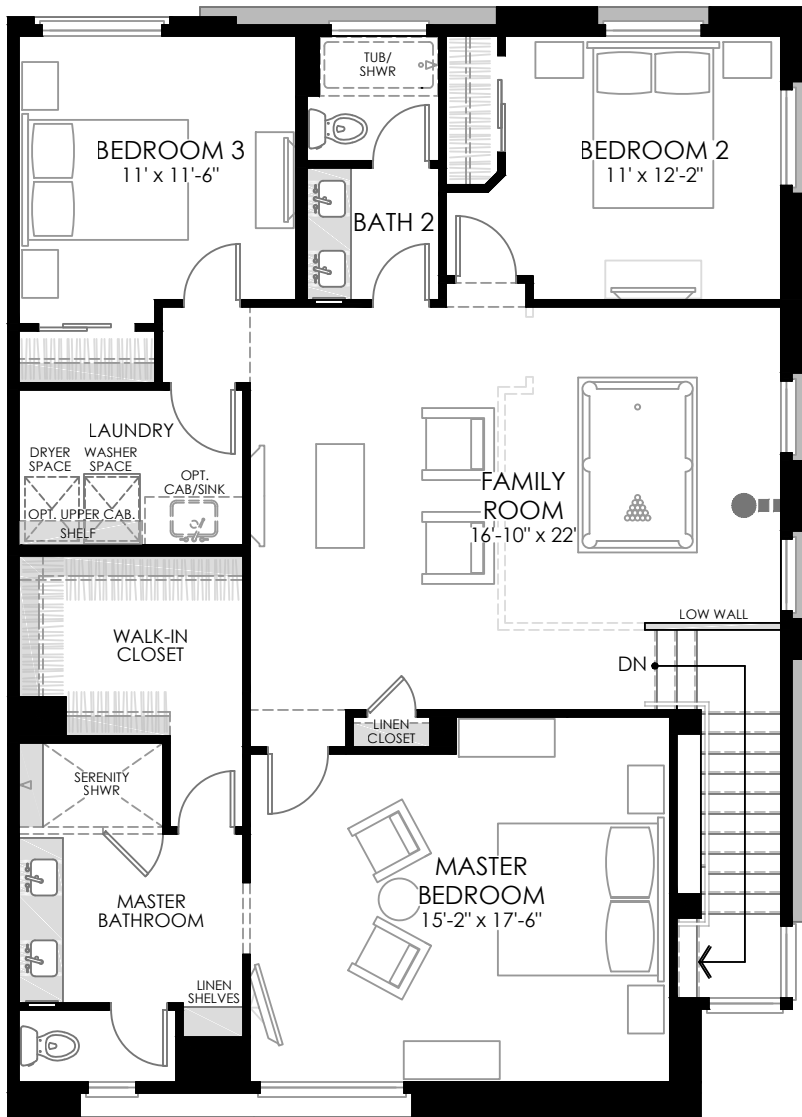 TUB/
SHWR
BEDROOM 3
11' x 11'-6"
BEDROOM 2
11' x 12'-2"
BATH 2
LAUNDRY
DRYER
SPACE
WASHER
SPACE
OPT.
CAB/SINK
OPT. UPPER CAB.
SHELF
FAMILY
ROOM
16'-10" x 22'
LOW WALL
WALK-IN
CLOSET
DN
LINEN
CLOSET
SERENITY
SHWR
MASTER
BEDROOM
15'-2" x 17'-6"
MASTER
BATHROOM
LINEN
SHELVES